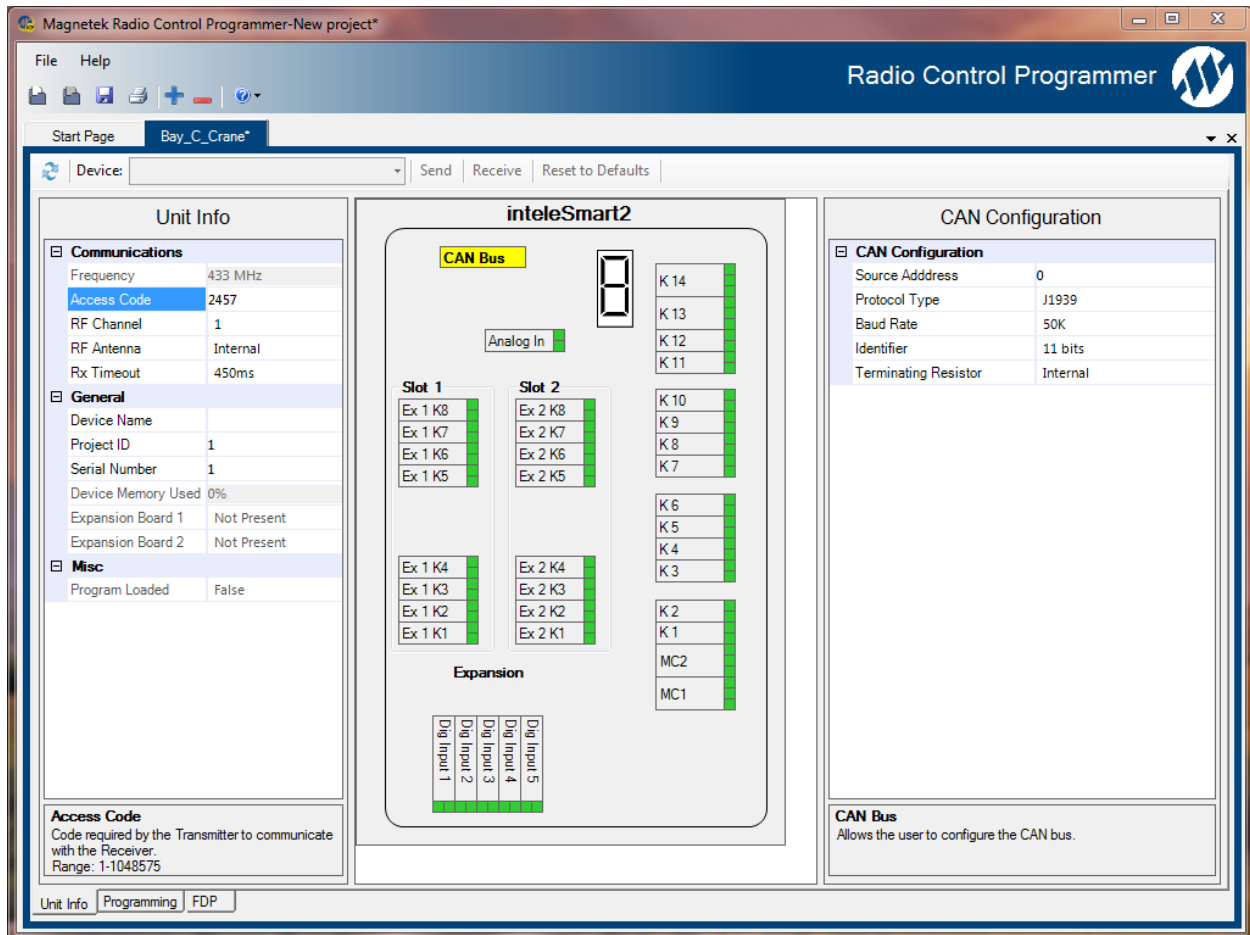 Magnetek Radio Control Programmer-New project*
File Help
Radio Control Programmer
Start Page Bay_C_Crane*
Device: Send Receive Reset to Defaults
Unit Info
Communications
Frequency 433 MHz
Access Code 2457
RF Channel 1
RF Antenna Internal
Rx Timeout 450ms
General
Device Name
Project ID 1
Serial Number 1
Device Memory Used 0%
Expansion Board 1 Not Present
Expansion Board 2 Not Present
Misc
Program Loaded False
Access Code
Code required by the Transmitter to communicate
with the Receiver.
Range: 1-1048575
inteleSmart2
CAN Bus
Analog In
K 14
K 13
K 12
K 11
Slot 1
Ex 1 K8
Ex 1 K7
Ex 1 K6
Ex 1 K5
Ex 1 K4
Ex 1 K3
Ex 1 K2
Ex 1 K1
Slot 2
Ex 2 K8
Ex 2 K7
Ex 2 K6
Ex 2 K5
Ex 2 K4
Ex 2 K3
Ex 2 K2
Ex 2 K1
K 10
K 9
K 8
K 7
K 6
K 5
K 4
K 3
K 2
K 1
MC2
MC1
Expansion
Dig Input 1
Dig Input 2
Dig Input 3
Dig Input 4
Dig Input 5
CAN Configuration
CAN Configuration
Source Adddress 0
Protocol Type J1939
Baud Rate 50K
Identifier 11 bits
Terminating Resistor Internal
CAN Bus
Allows the user to configure the CAN bus.
Unit Info Programming FDP